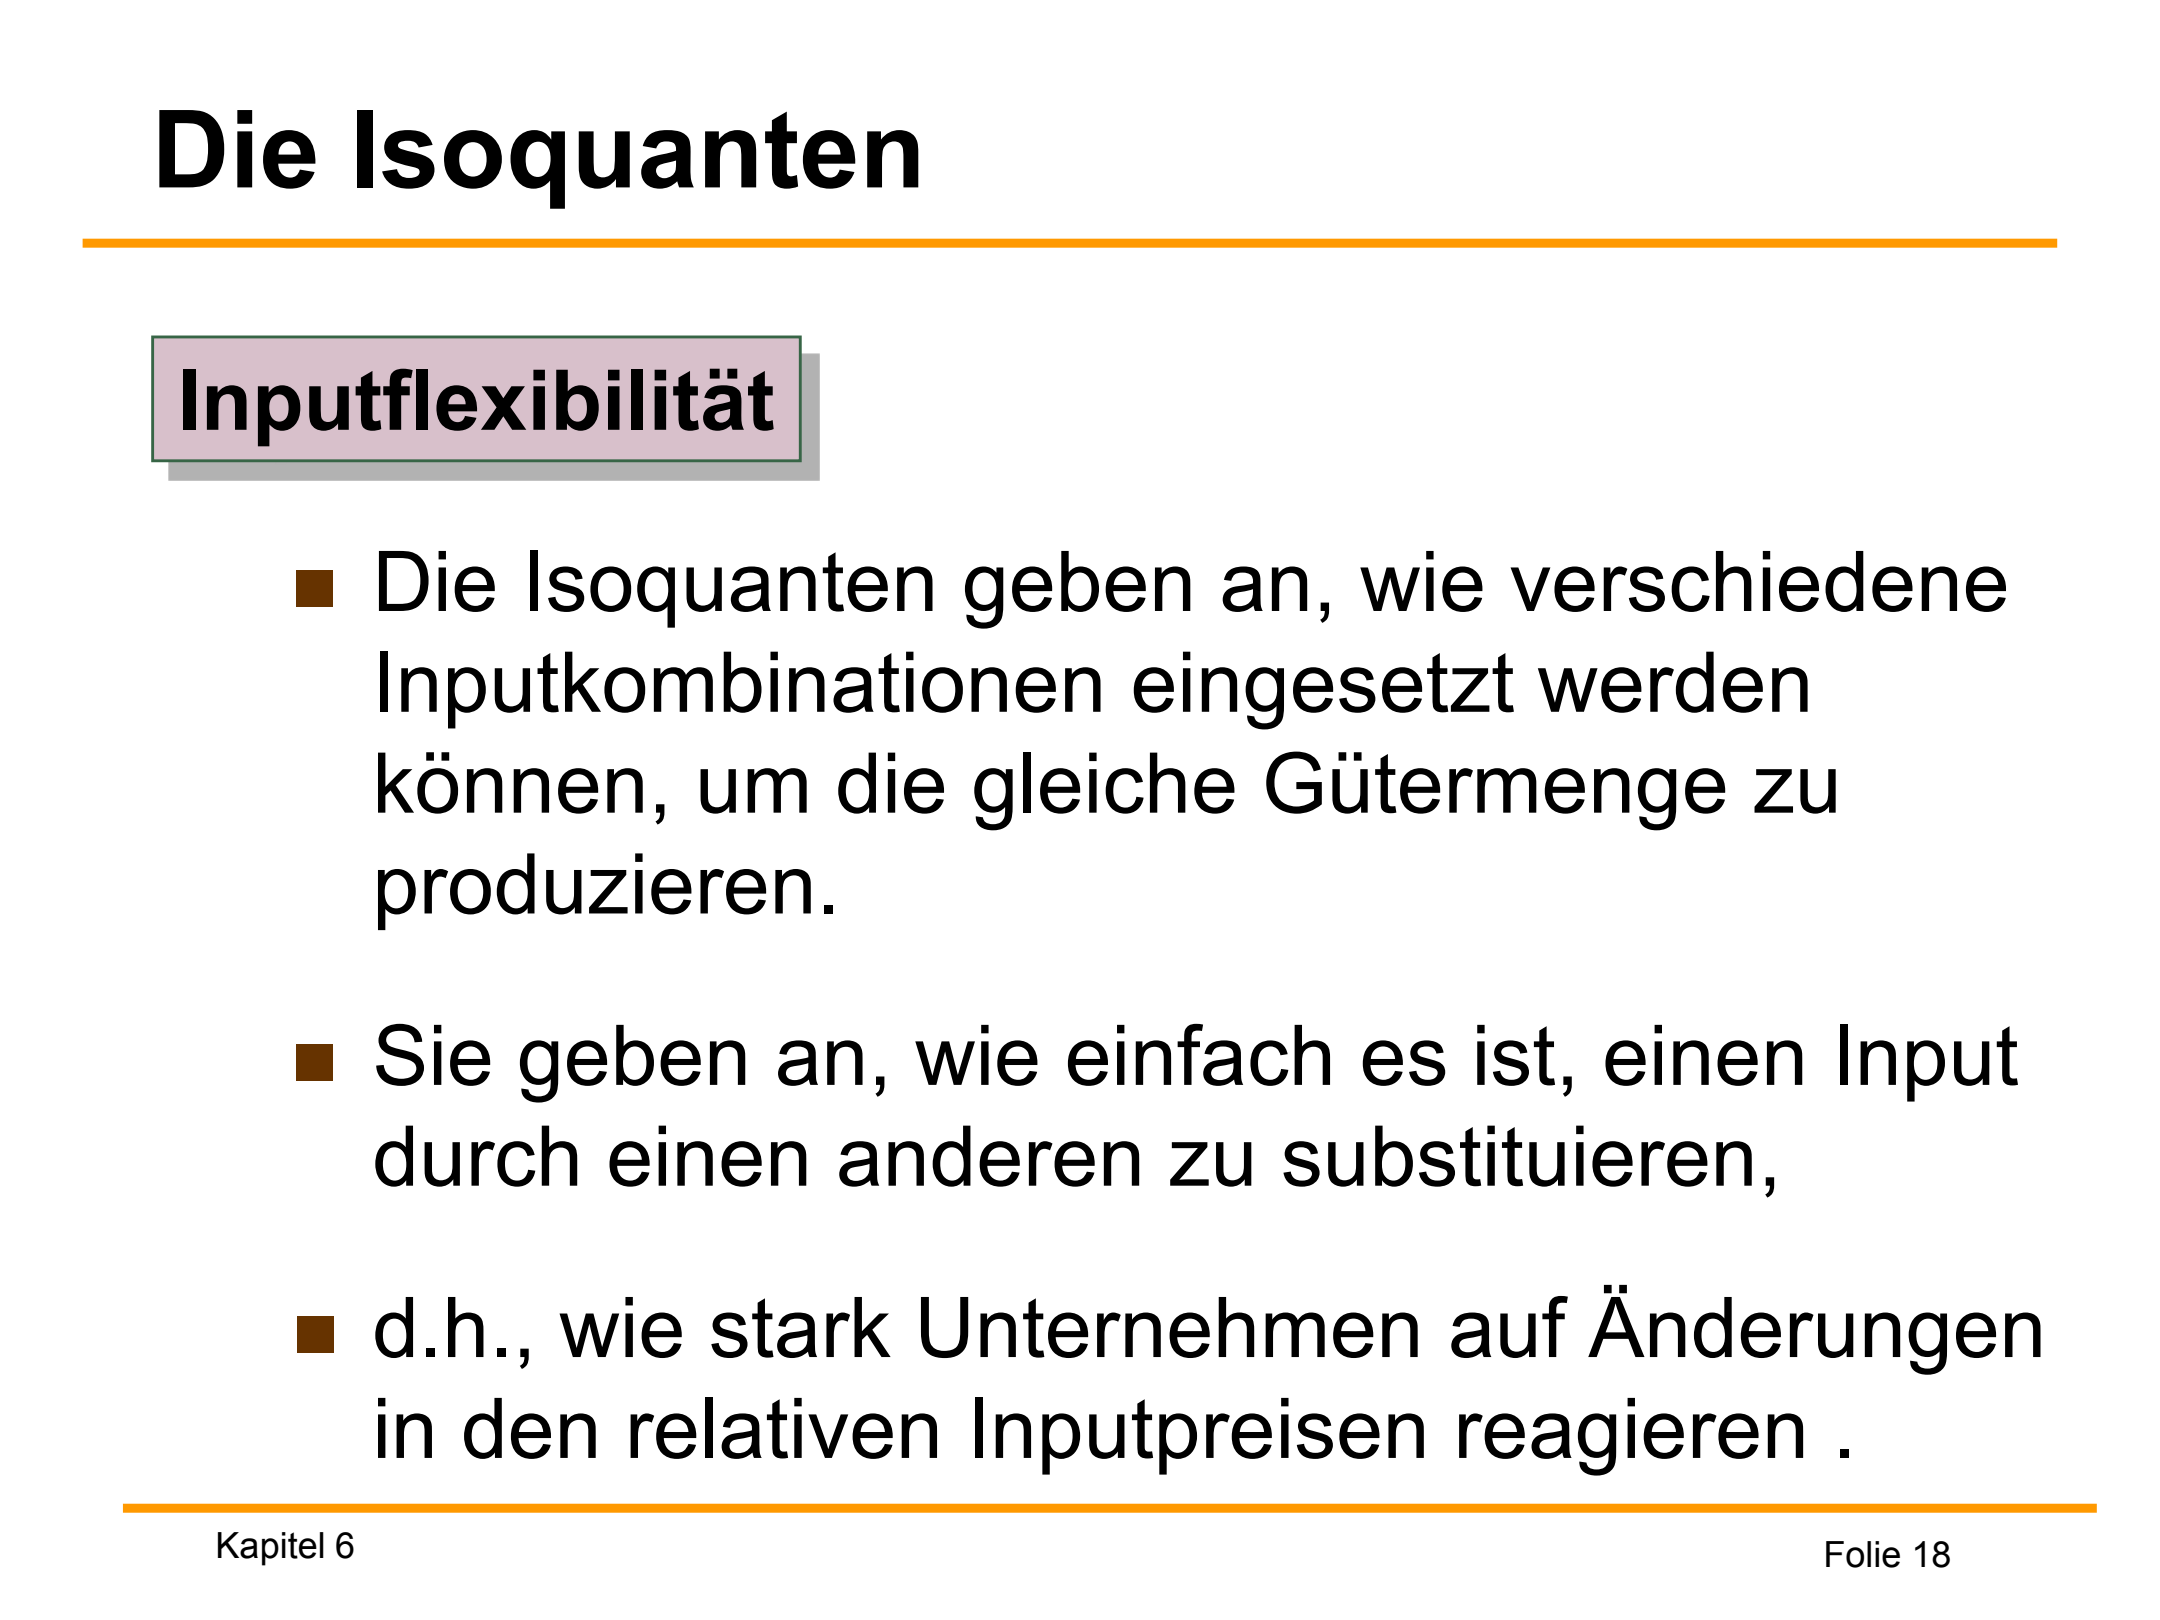 Die Isoquanten
Inputflexibilität
Die Isoquanten geben an, wie verschiedene
Inputkombinationen eingesetzt werden
können, um die gleiche Gütermenge zu
produzieren.
Sie geben an, wie einfach es ist, einen Input
durch einen anderen zu substituieren,
d.h., wie stark Unternehmen auf Änderungen
in den relativen Inputpreisen reagieren .
Kapitel 6
Folie 18